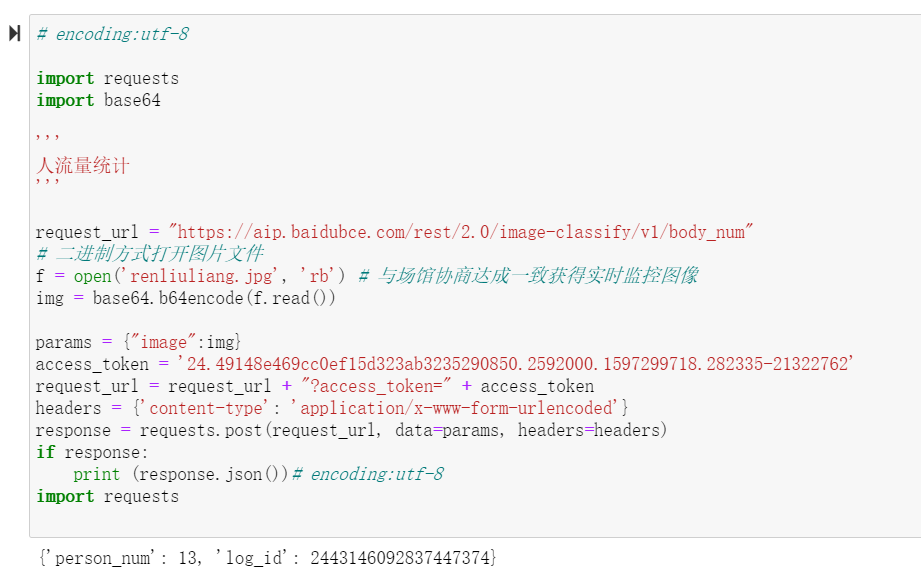 # encoding:utf-8
import requests
import base64
'''
人流量统计
'''
request_url = "https://aip.baidubce.com/rest/2.0/image-classify/v1/body_num"
# 二进制方式打开图片文件
f = open('renliuliang.jpg', 'rb') # 与场馆协商达成一致获得实时监控图像
img = base64.b64encode(f.read())
params = {"image":img}
access_token = '24.49148e469cc0ef15d323ab3235290850.2592000.1597299718.282335-21322762'
request_url = request_url + "?access_token=" + access_token
headers = {'content-type': 'application/x-www-form-urlencoded'}
response = requests.post(request_url, data=params, headers=headers)
if response:
    print (response.json())# encoding:utf-8
import requests
{'person_num': 13, 'log_id': 2443146092837447374}